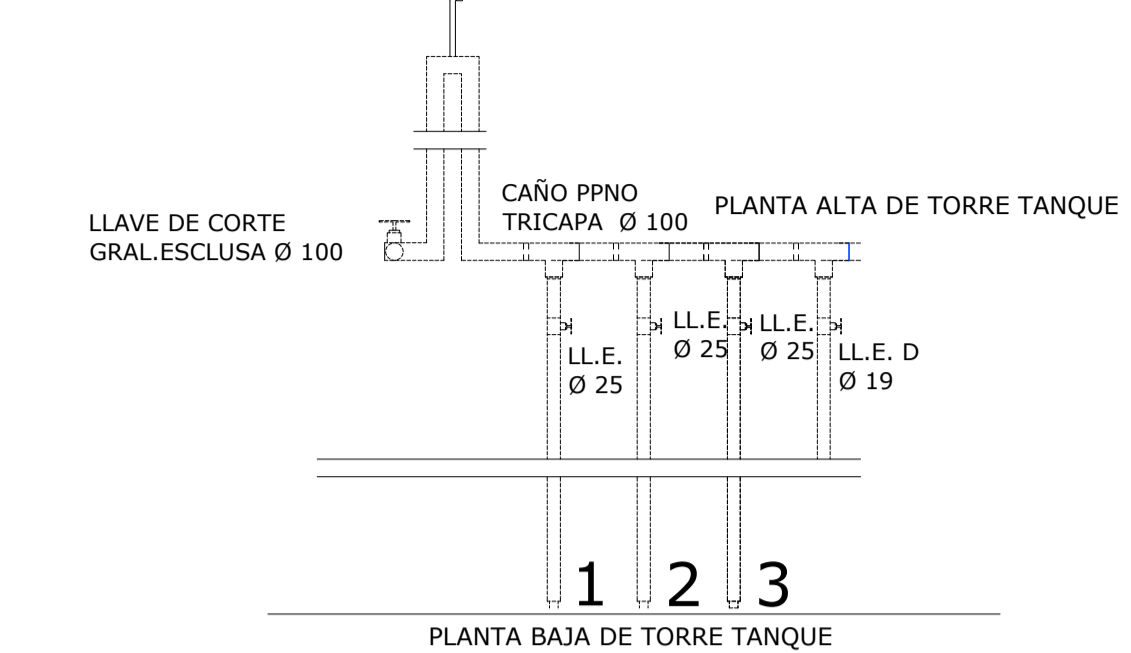 CAÑO PPNO
TRICAPA Ø 100
PLANTA ALTA DE TORRE TANQUE
LLAVE DE CORTE
GRAL.ESCLUSA Ø 100
LL.E.
Ø 25
LL.E.
Ø 25
LL.E.
Ø 25
LL.E. D
Ø 19
1
2
3
PLANTA BAJA DE TORRE TANQUE